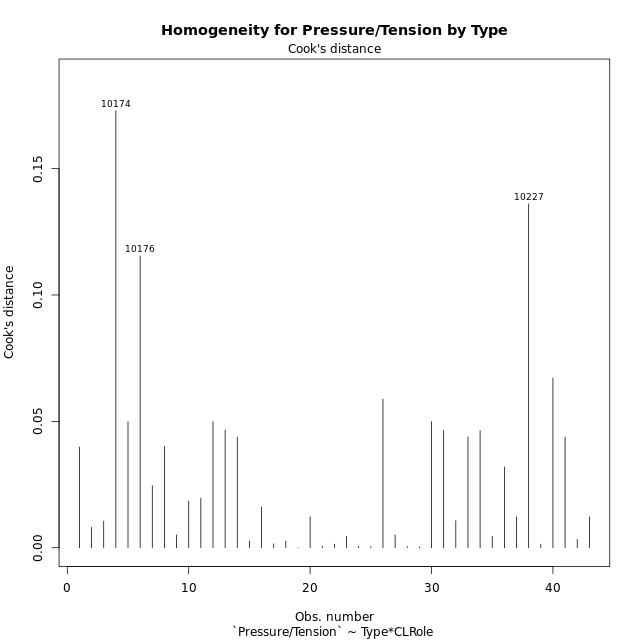 Homogeneity for Pressure/Tension by Type
Cook's distance
10174
10227
10176
Cook's distance
0.15
0.10
0.05
0.00
0 10 20 30 40
Obs. number
`Pressure/Tension` ~ Type*CLRole